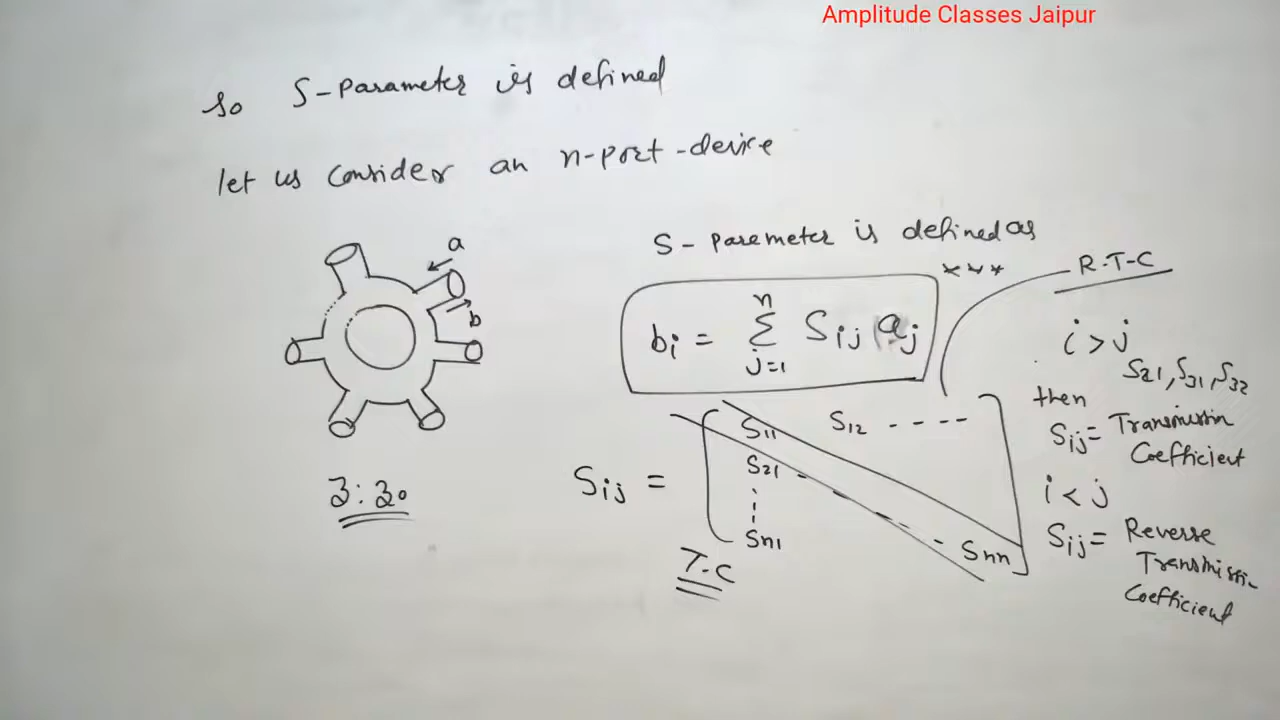 Amplitude Classes Jaipur
so S-Parameter is defined
let us consider an n-port-device
a
b
3:30
S-paremeter is defined as
***
R.T-C
bi = n Σ j=1 Sij aj
Sij = S11 S12 ----
S21
Sn1 Snn
T-C
i > j
S21, S31, S32
then
Sij = Transmission
Coefficient
i < j
Sij = Reverse
Transmission
Coefficient